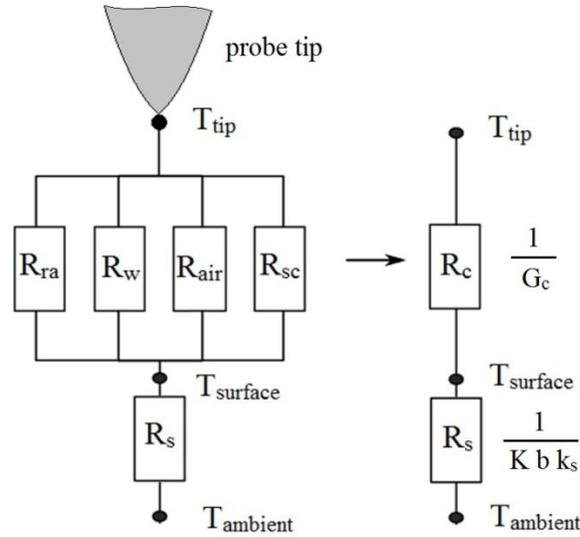 probe tip
T_tip
R_ra R_w R_air R_sc
T_surface
R_s
T_ambient
T_tip
R_c 1/G_c
T_surface
R_s 1/(K b k_s)
T_ambient